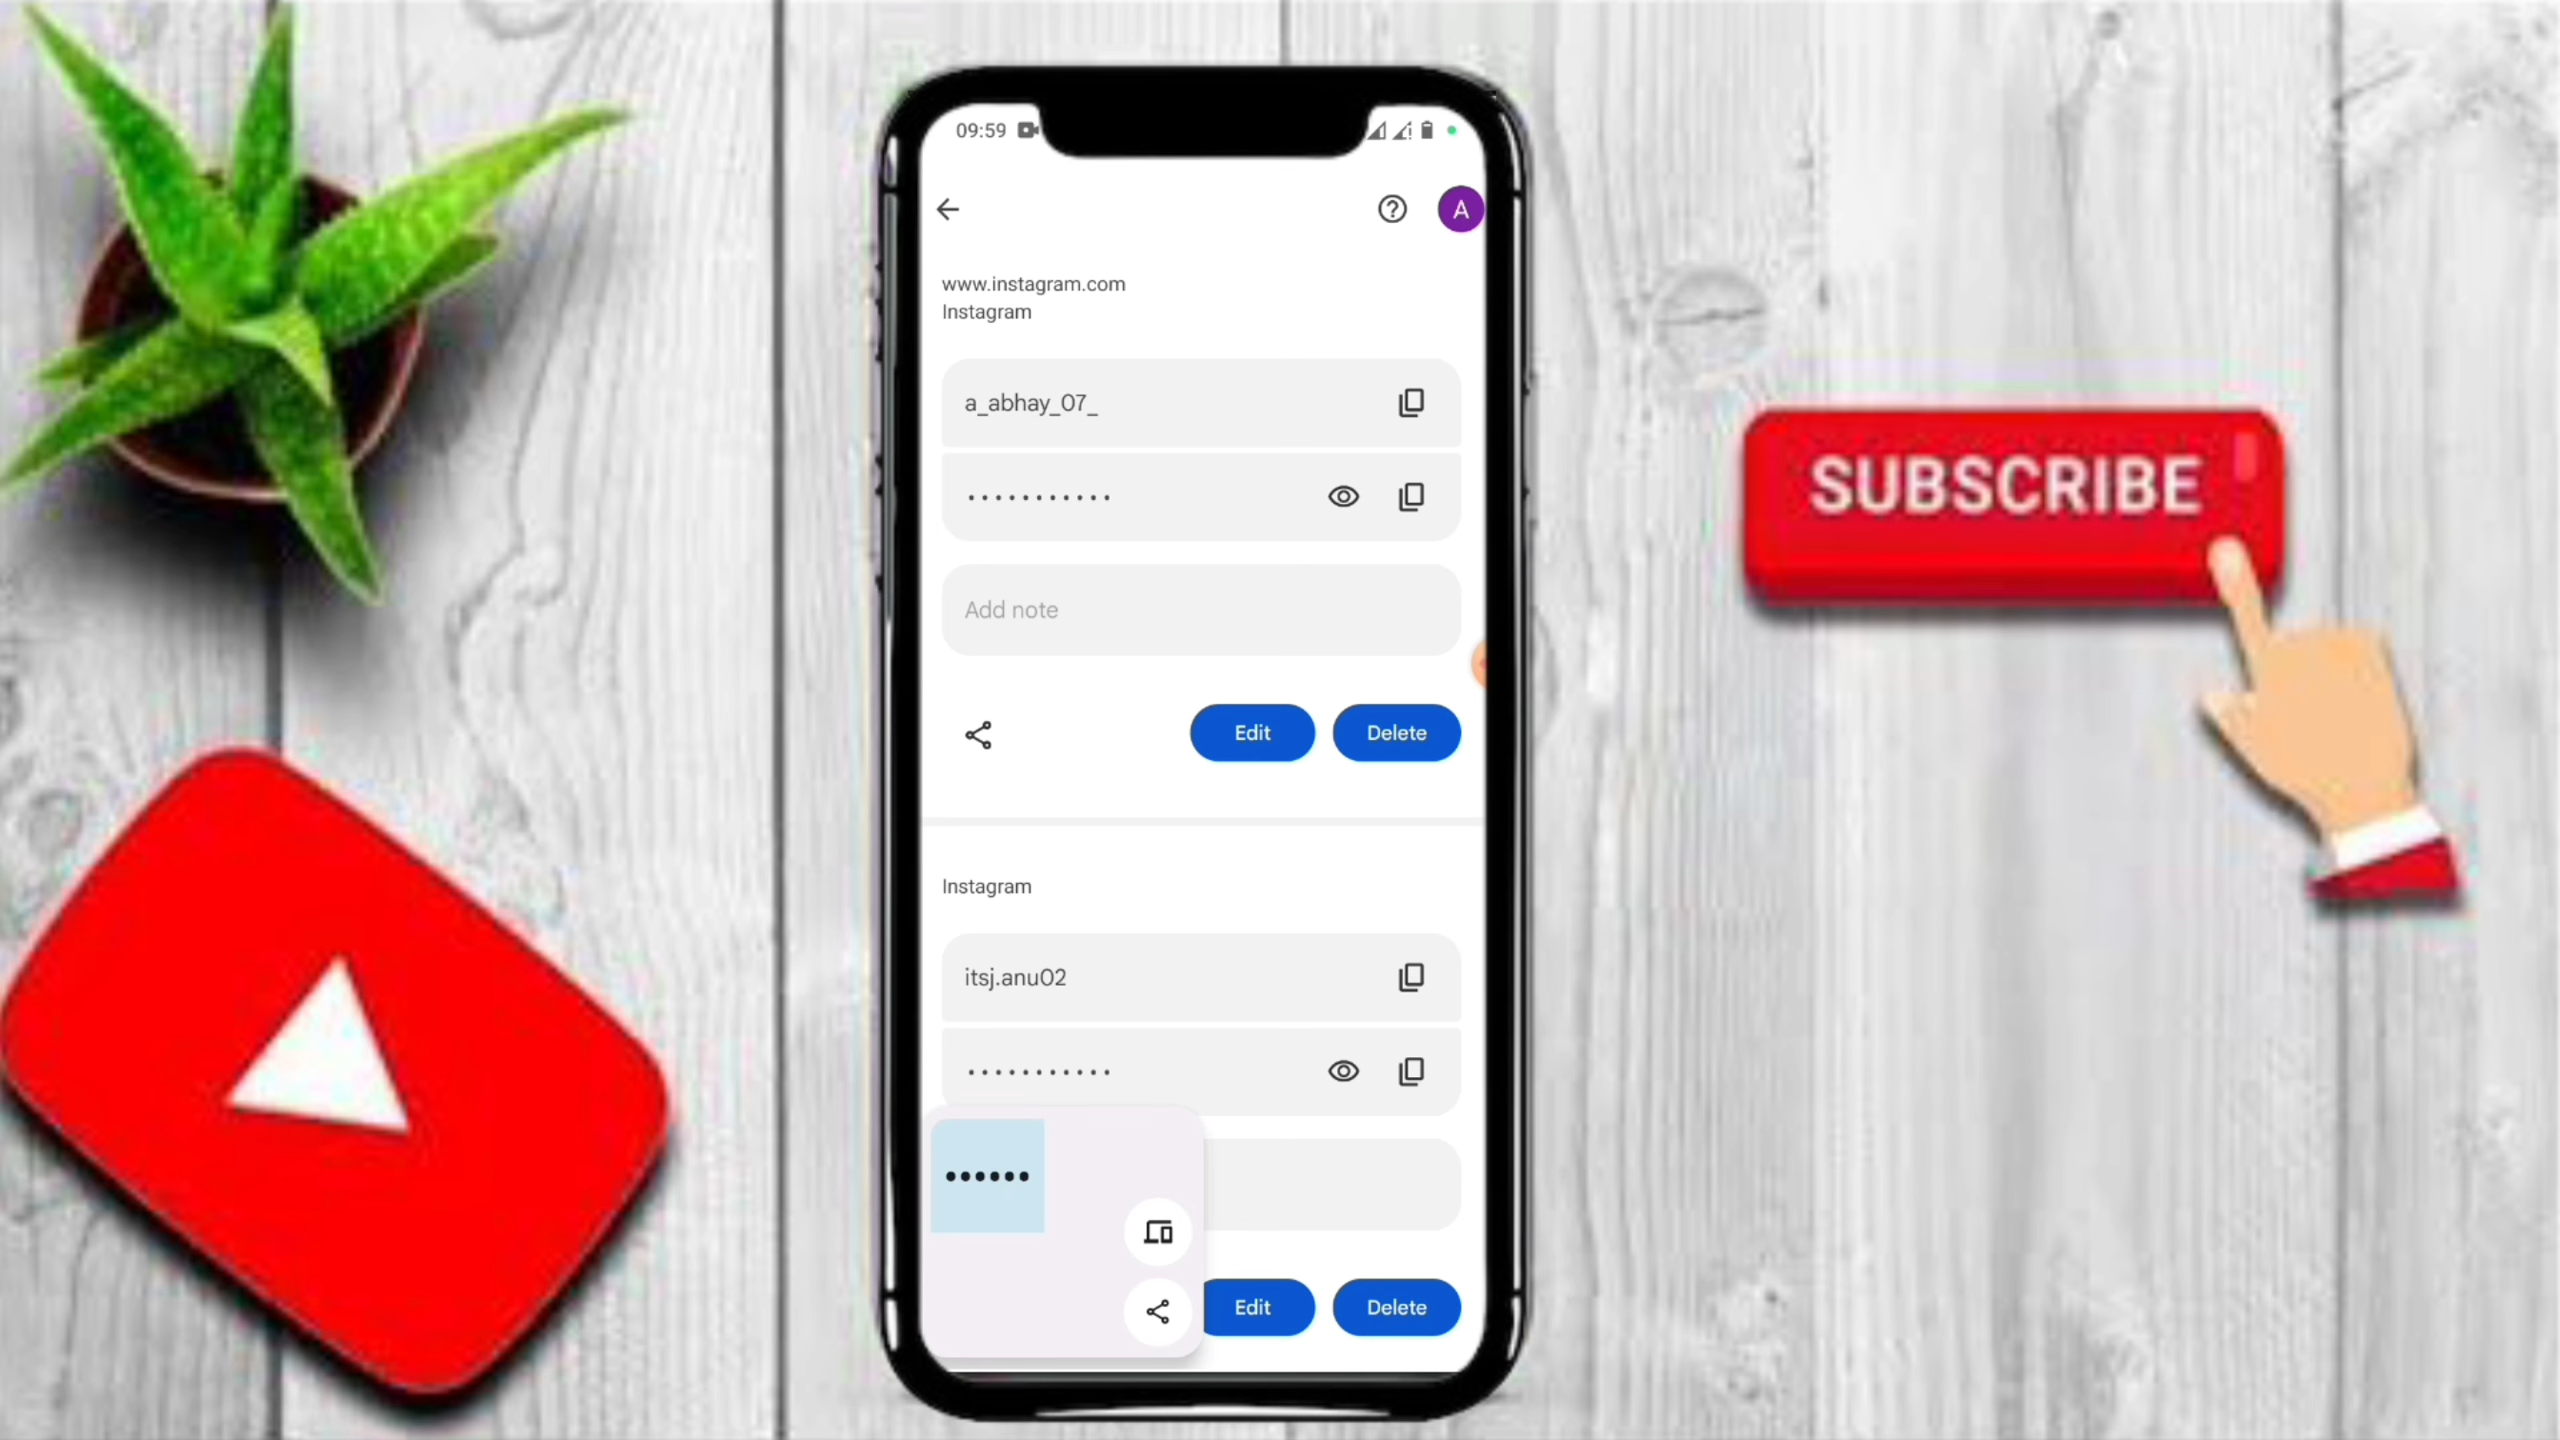 09:59
A
www.instagram.com
Instagram
a_abhay_07_
•••••••••••
Add note
Edit
Delete
Instagram
itsj.anu02
•••••••••••
••••••
Edit
Delete
SUBSCRIBE